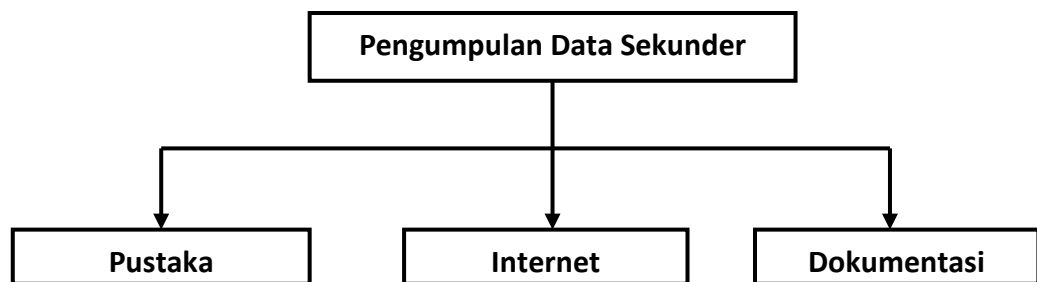 Pengumpulan Data Sekunder
Pustaka
Internet
Dokumentasi